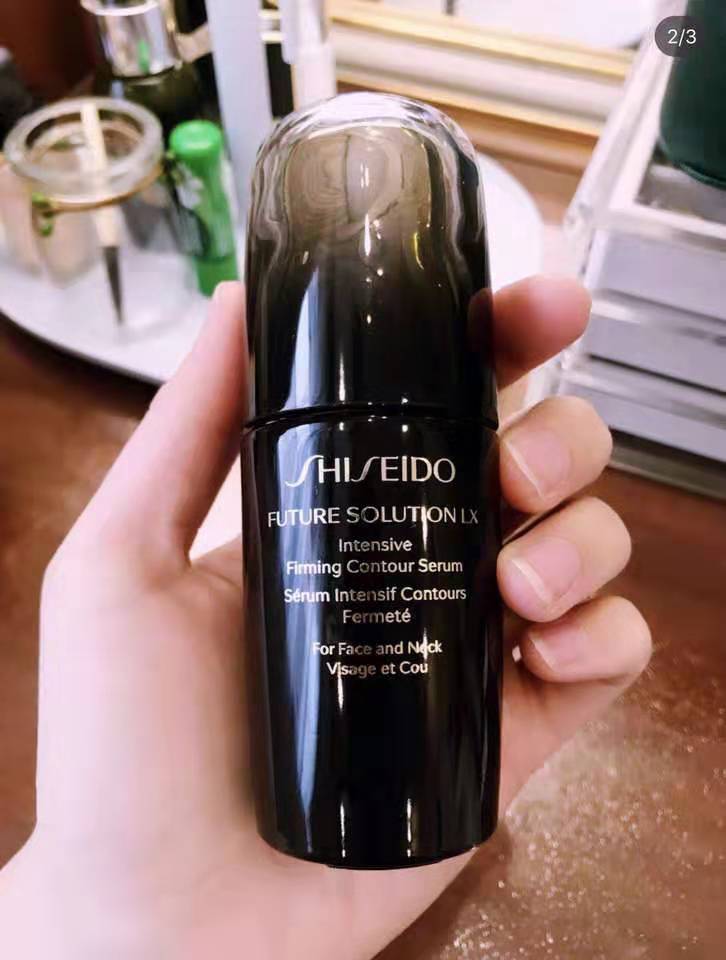 2/3
SHISEIDO
FUTURE SOLUTION LX
Intensive
Firming Contour Serum
Sérum Intensif Contours
Fermeté
For Face and Neck
Visage et Cou